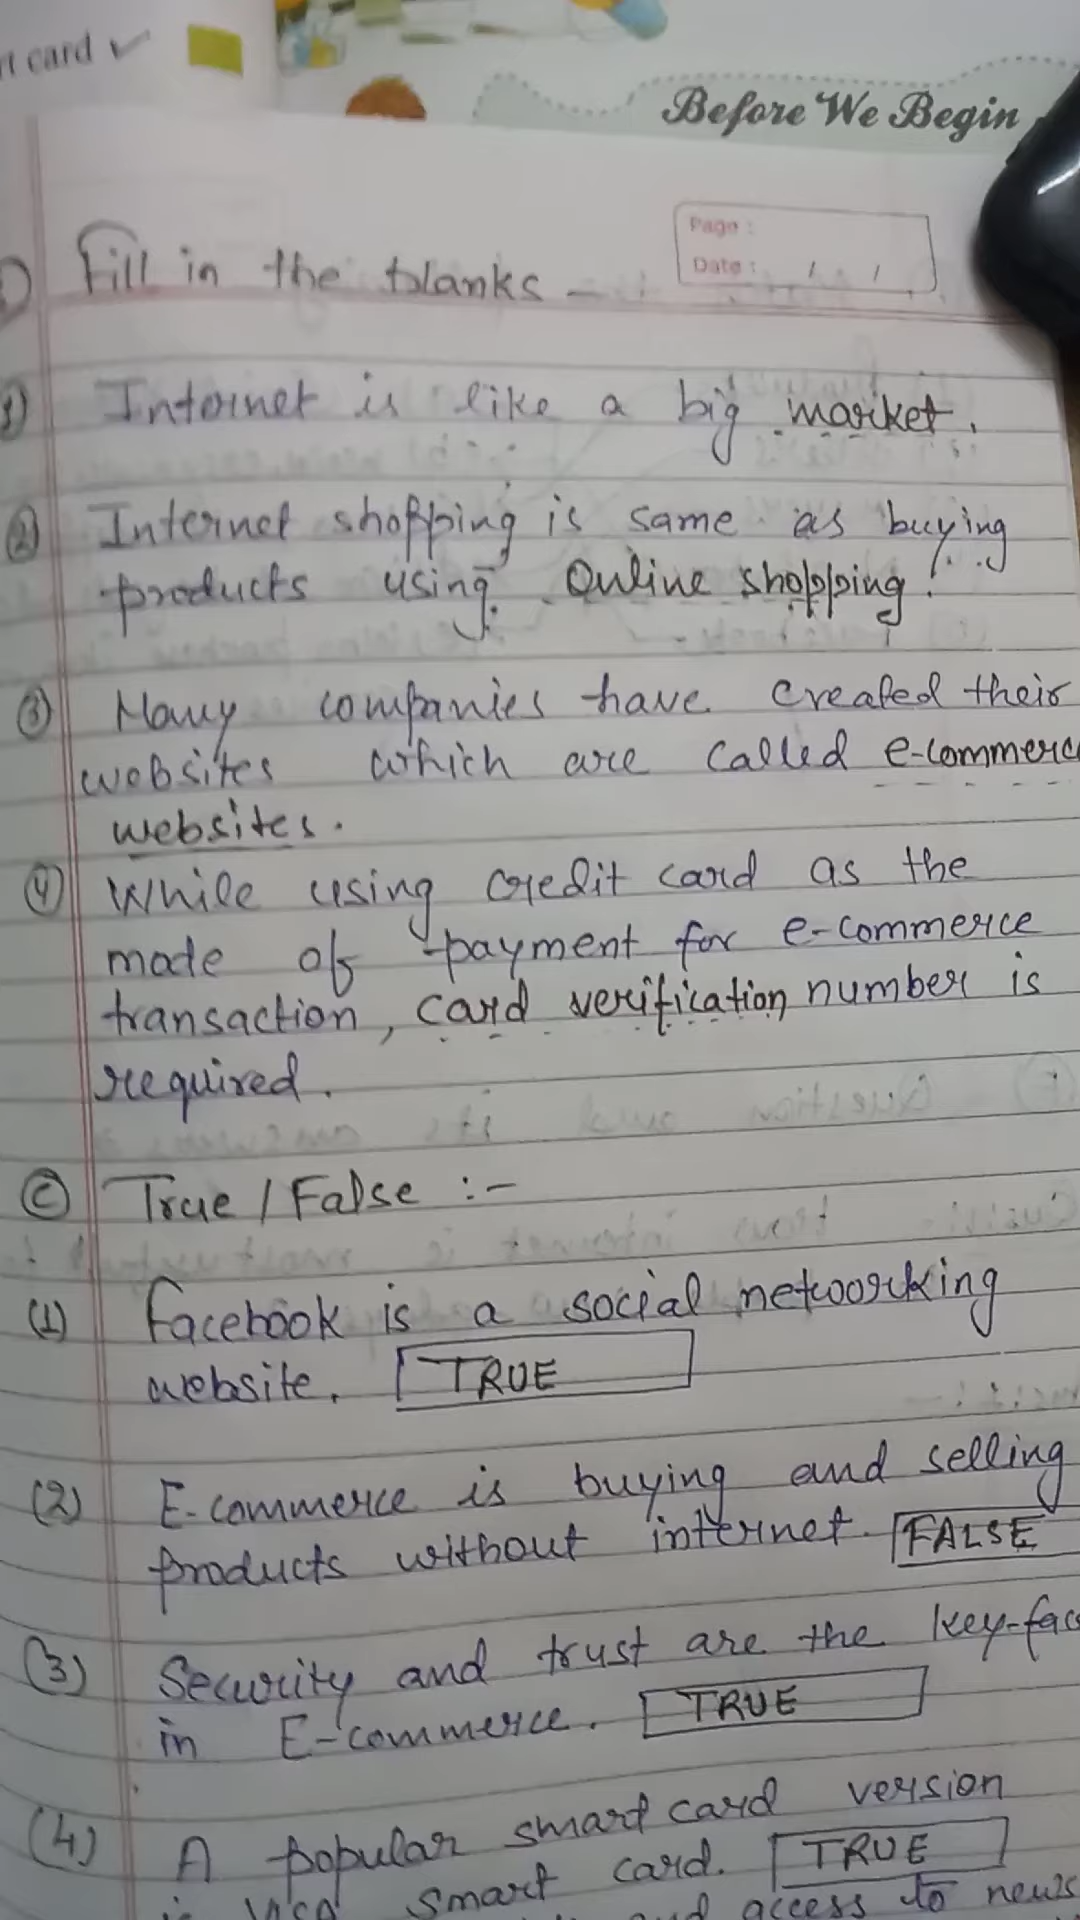 card ✓
Before We Begin
Page :
Date : / /
Fill in the blanks -
1) Internet is like a big market.
(2) Internet shopping is same as buying
products using Online shopping.
(3) Many companies have created their
websites which are called e-commerc
websites.
(4) While using credit card as the
made of payment for e-commerce
transaction, card verification number is
required.
(C) True / False :-
(1) Facebook is a social networking
website. TRUE
(2) E-commerce is buying and selling
products without internet. FALSE
(3) Security and trust are the key-fac
in E-commerce. TRUE
(4) A popular smart card version
is Visa smart card. TRUE
and access to news